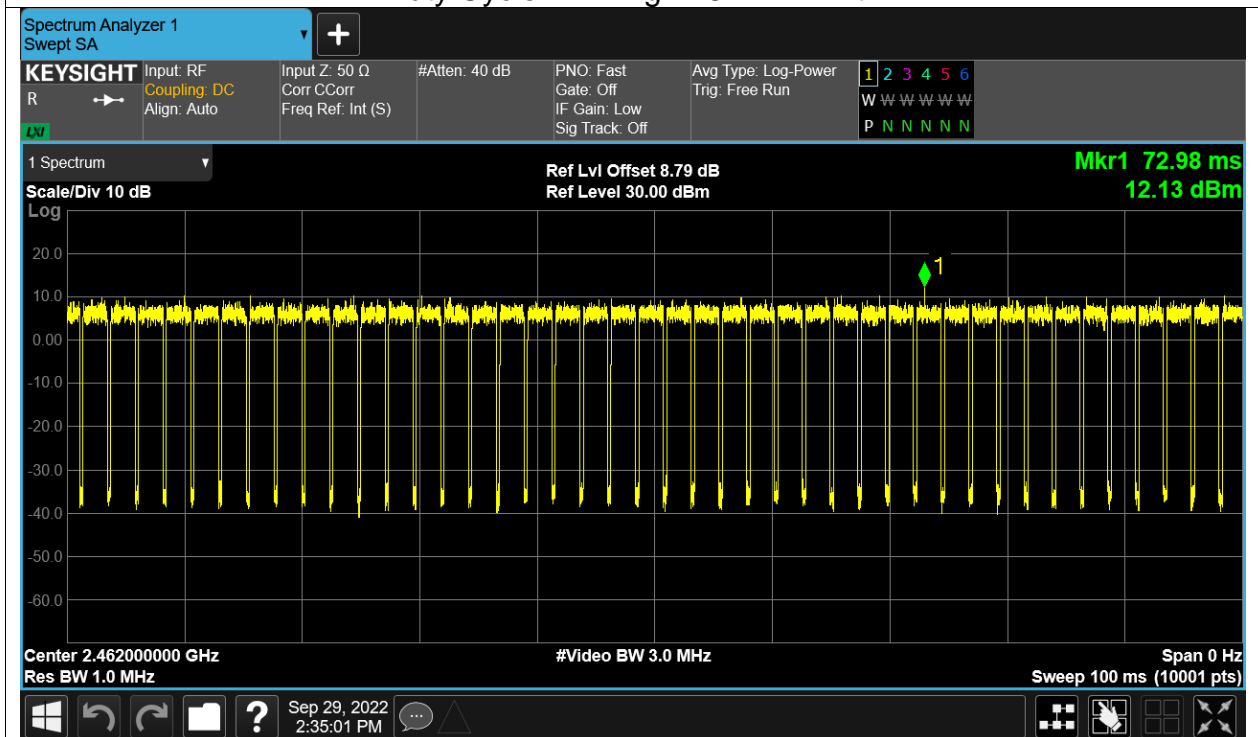 Spectrum Analyzer 1
Swept SA
+
KEYSIGHT Input: RF Input Z: 50 Ω #Atten: 40 dB PNO: Fast Avg Type: Log-Power 1 2 3 4 5 6
R Coupling: DC Corr CCorr Gate: Off Trig: Free Run W W W W W W
Align: Auto Freq Ref: Int (S) IF Gain: Low
LXI Sig Track: Off P N N N N N
1 Spectrum Ref Lvl Offset 8.79 dB Mkr1 72.98 ms
Scale/Div 10 dB Ref Level 30.00 dBm 12.13 dBm
Log
20.0
1
10.0
0.00
-10.0
-20.0
-30.0
-40.0
-50.0
-60.0
Center 2.462000000 GHz #Video BW 3.0 MHz Span 0 Hz
Res BW 1.0 MHz Sweep 100 ms (10001 pts)
? Sep 29, 2022
2:35:01 PM